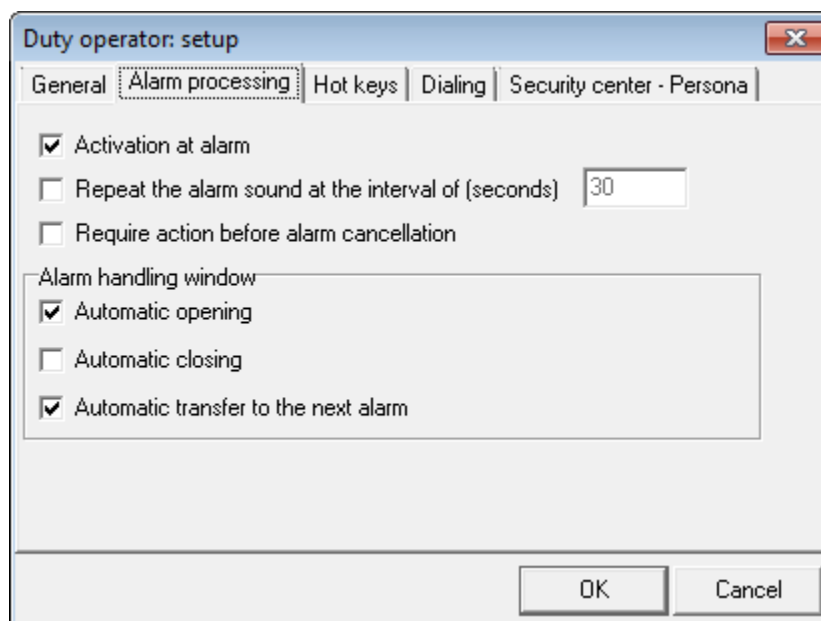 Duty operator: setup
General Alarm processing Hot keys Dialing Security center - Persona
Activation at alarm
Repeat the alarm sound at the interval of (seconds) 30
Require action before alarm cancellation
Alarm handling window
Automatic opening
Automatic closing
Automatic transfer to the next alarm
OK Cancel